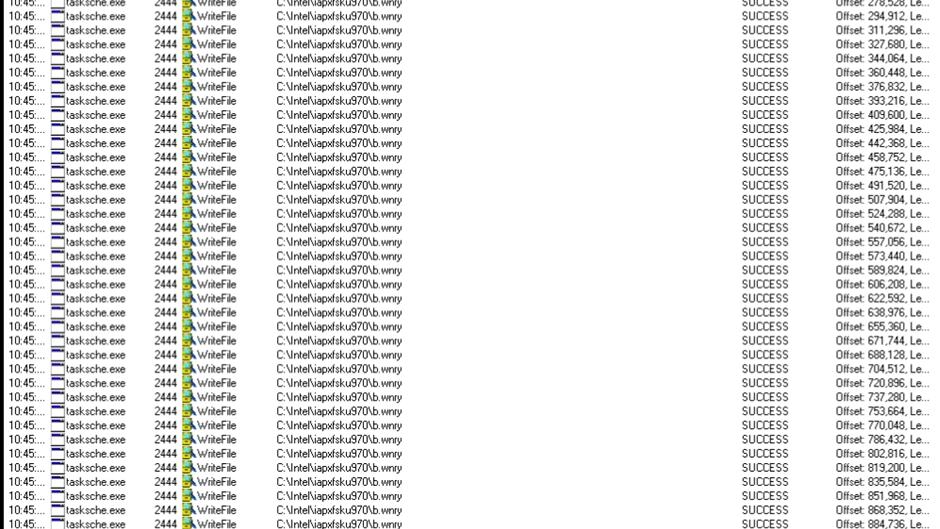 10:45:... tasksche.exe 2444 WriteFile C:\Intel\iapxfsku970\b.wnry SUCCESS Offset: 278,528, Le...
10:45:... tasksche.exe 2444 WriteFile C:\Intel\iapxfsku970\b.wnry SUCCESS Offset: 294,912, Le...
10:45:... tasksche.exe 2444 WriteFile C:\Intel\iapxfsku970\b.wnry SUCCESS Offset: 311,296, Le...
10:45:... tasksche.exe 2444 WriteFile C:\Intel\iapxfsku970\b.wnry SUCCESS Offset: 327,680, Le...
10:45:... tasksche.exe 2444 WriteFile C:\Intel\iapxfsku970\b.wnry SUCCESS Offset: 344,064, Le...
10:45:... tasksche.exe 2444 WriteFile C:\Intel\iapxfsku970\b.wnry SUCCESS Offset: 360,448, Le...
10:45:... tasksche.exe 2444 WriteFile C:\Intel\iapxfsku970\b.wnry SUCCESS Offset: 376,832, Le...
10:45:... tasksche.exe 2444 WriteFile C:\Intel\iapxfsku970\b.wnry SUCCESS Offset: 393,216, Le...
10:45:... tasksche.exe 2444 WriteFile C:\Intel\iapxfsku970\b.wnry SUCCESS Offset: 409,600, Le...
10:45:... tasksche.exe 2444 WriteFile C:\Intel\iapxfsku970\b.wnry SUCCESS Offset: 425,984, Le...
10:45:... tasksche.exe 2444 WriteFile C:\Intel\iapxfsku970\b.wnry SUCCESS Offset: 442,368, Le...
10:45:... tasksche.exe 2444 WriteFile C:\Intel\iapxfsku970\b.wnry SUCCESS Offset: 458,752, Le...
10:45:... tasksche.exe 2444 WriteFile C:\Intel\iapxfsku970\b.wnry SUCCESS Offset: 475,136, Le...
10:45:... tasksche.exe 2444 WriteFile C:\Intel\iapxfsku970\b.wnry SUCCESS Offset: 491,520, Le...
10:45:... tasksche.exe 2444 WriteFile C:\Intel\iapxfsku970\b.wnry SUCCESS Offset: 507,904, Le...
10:45:... tasksche.exe 2444 WriteFile C:\Intel\iapxfsku970\b.wnry SUCCESS Offset: 524,288, Le...
10:45:... tasksche.exe 2444 WriteFile C:\Intel\iapxfsku970\b.wnry SUCCESS Offset: 540,672, Le...
10:45:... tasksche.exe 2444 WriteFile C:\Intel\iapxfsku970\b.wnry SUCCESS Offset: 557,056, Le...
10:45:... tasksche.exe 2444 WriteFile C:\Intel\iapxfsku970\b.wnry SUCCESS Offset: 573,440, Le...
10:45:... tasksche.exe 2444 WriteFile C:\Intel\iapxfsku970\b.wnry SUCCESS Offset: 589,824, Le...
10:45:... tasksche.exe 2444 WriteFile C:\Intel\iapxfsku970\b.wnry SUCCESS Offset: 606,208, Le...
10:45:... tasksche.exe 2444 WriteFile C:\Intel\iapxfsku970\b.wnry SUCCESS Offset: 622,592, Le...
10:45:... tasksche.exe 2444 WriteFile C:\Intel\iapxfsku970\b.wnry SUCCESS Offset: 638,976, Le...
10:45:... tasksche.exe 2444 WriteFile C:\Intel\iapxfsku970\b.wnry SUCCESS Offset: 655,360, Le...
10:45:... tasksche.exe 2444 WriteFile C:\Intel\iapxfsku970\b.wnry SUCCESS Offset: 671,744, Le...
10:45:... tasksche.exe 2444 WriteFile C:\Intel\iapxfsku970\b.wnry SUCCESS Offset: 688,128, Le...
10:45:... tasksche.exe 2444 WriteFile C:\Intel\iapxfsku970\b.wnry SUCCESS Offset: 704,512, Le...
10:45:... tasksche.exe 2444 WriteFile C:\Intel\iapxfsku970\b.wnry SUCCESS Offset: 720,896, Le...
10:45:... tasksche.exe 2444 WriteFile C:\Intel\iapxfsku970\b.wnry SUCCESS Offset: 737,280, Le...
10:45:... tasksche.exe 2444 WriteFile C:\Intel\iapxfsku970\b.wnry SUCCESS Offset: 753,664, Le...
10:45:... tasksche.exe 2444 WriteFile C:\Intel\iapxfsku970\b.wnry SUCCESS Offset: 770,048, Le...
10:45:... tasksche.exe 2444 WriteFile C:\Intel\iapxfsku970\b.wnry SUCCESS Offset: 786,432, Le...
10:45:... tasksche.exe 2444 WriteFile C:\Intel\iapxfsku970\b.wnry SUCCESS Offset: 802,816, Le...
10:45:... tasksche.exe 2444 WriteFile C:\Intel\iapxfsku970\b.wnry SUCCESS Offset: 819,200, Le...
10:45:... tasksche.exe 2444 WriteFile C:\Intel\iapxfsku970\b.wnry SUCCESS Offset: 835,584, Le...
10:45:... tasksche.exe 2444 WriteFile C:\Intel\iapxfsku970\b.wnry SUCCESS Offset: 851,968, Le...
10:45:... tasksche.exe 2444 WriteFile C:\Intel\iapxfsku970\b.wnry SUCCESS Offset: 868,352, Le...
10:45:... tasksche.exe 2444 WriteFile C:\Intel\iapxfsku970\b.wnry SUCCESS Offset: 884,736, Le...